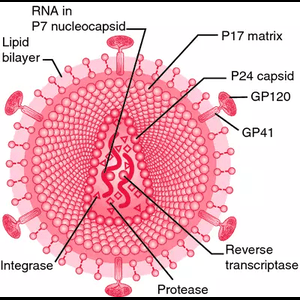 RNA in
P7 nucleocapsid
Lipid
bilayer
P17 matrix
P24 capsid
GP120
GP41
Reverse
transcriptase
Integrase
Protease